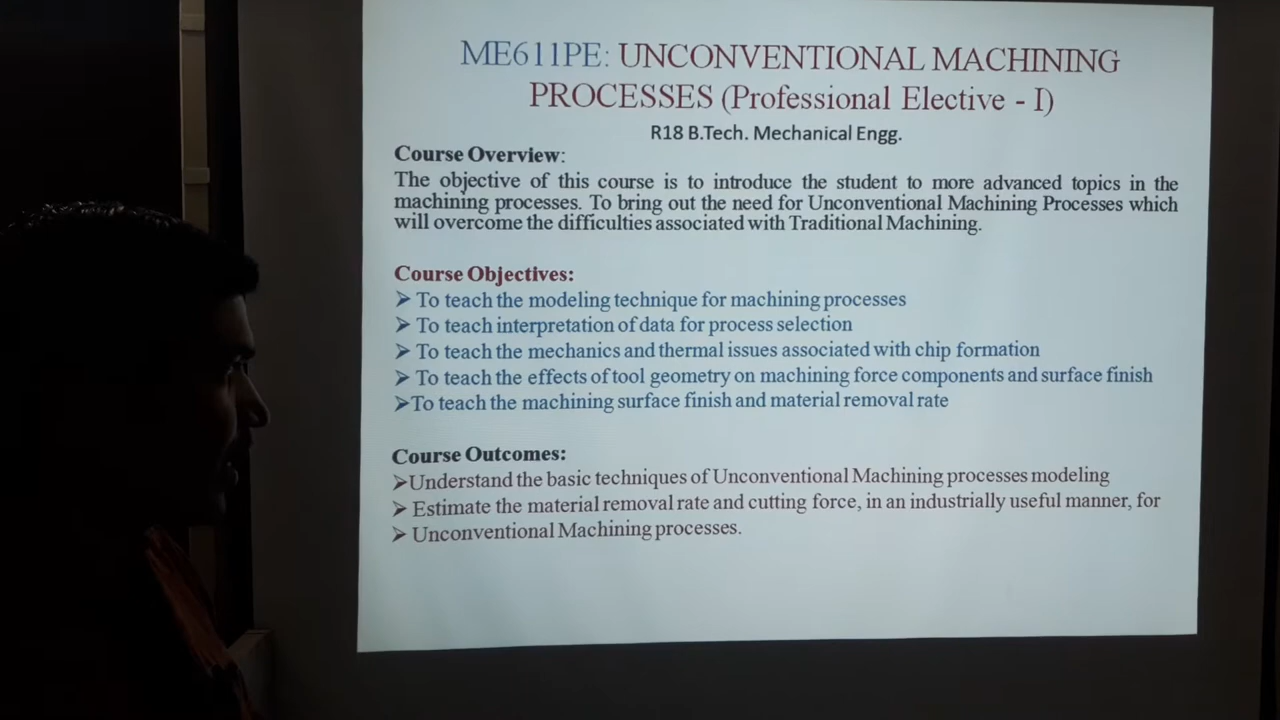 ME611PE: UNCONVENTIONAL MACHINING
PROCESSES (Professional Elective - I)
R18 B.Tech. Mechanical Engg.
Course Overview:
The objective of this course is to introduce the student to more advanced topics in the
machining processes. To bring out the need for Unconventional Machining Processes which
will overcome the difficulties associated with Traditional Machining.
Course Objectives:
➢ To teach the modeling technique for machining processes
➢ To teach interpretation of data for process selection
➢ To teach the mechanics and thermal issues associated with chip formation
➢ To teach the effects of tool geometry on machining force components and surface finish
➢To teach the machining surface finish and material removal rate
Course Outcomes:
➢Understand the basic techniques of Unconventional Machining processes modeling
➢ Estimate the material removal rate and cutting force, in an industrially useful manner, for
➢ Unconventional Machining processes.